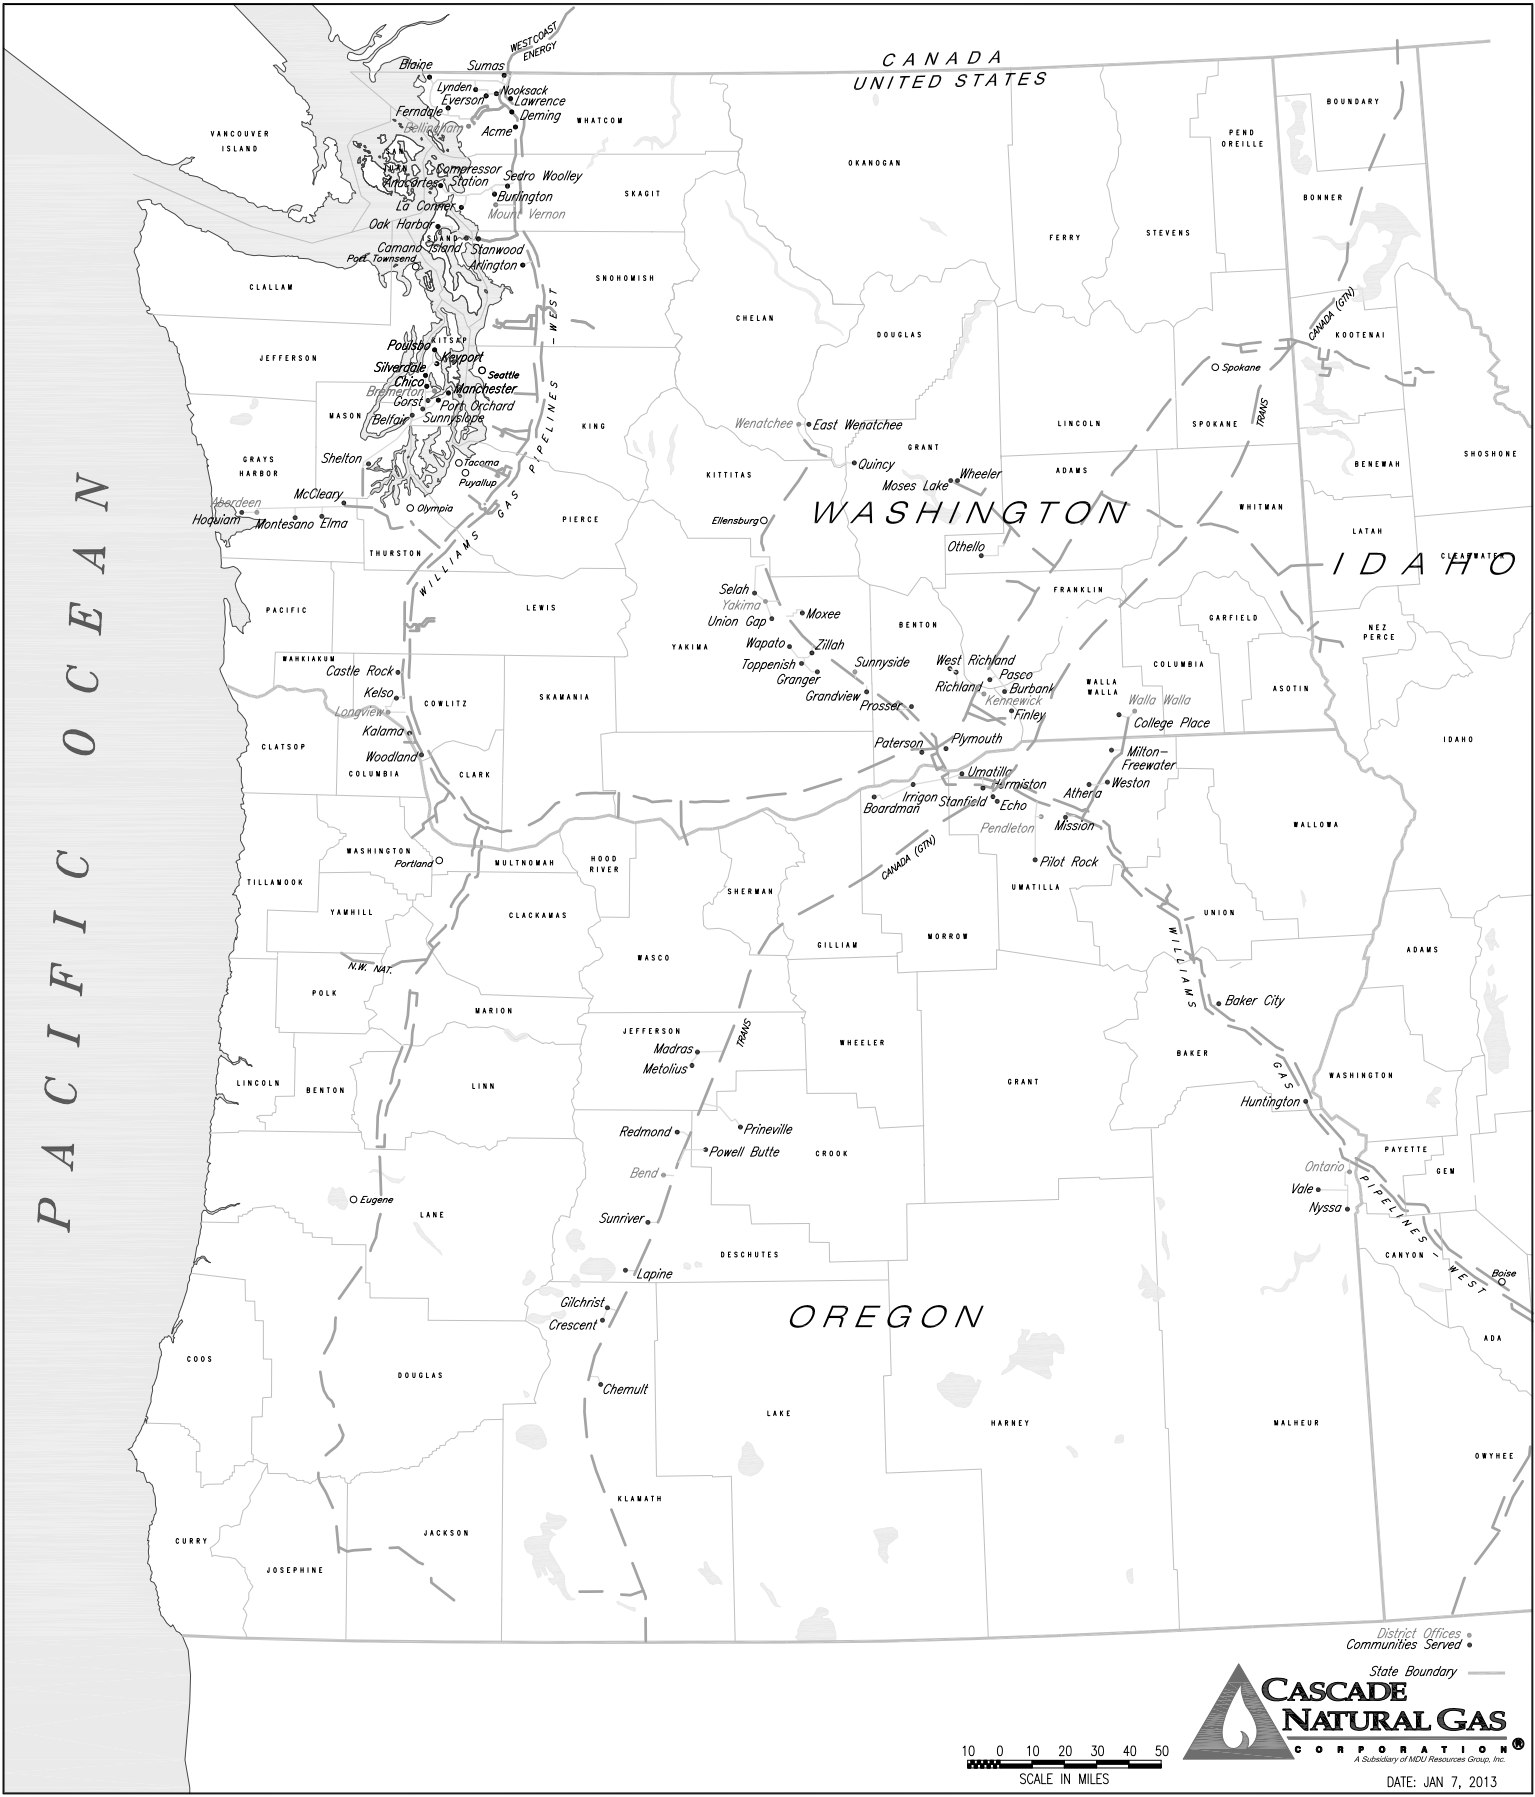 CANADA
UNITED STATES
WEST COAST
ENERGY
VANCOUVER
ISLAND
Blaine
Sumas
Lynden
Nooksack
Everson
Lawrence
Ferndale
Deming
Bellingham
Acme
WHATCOM
SAN
JUAN
Compressor
Station
Anacortes
Sedro Woolley
Burlington
Mount Vernon
SKAGIT
La Conner
Oak Harbor
ISLAND
Camano Island
Stanwood
Port Townsend
Arlington
SNOHOMISH
CLALLAM
JEFFERSON
KITSAP
Poulsbo
Keyport
Silverdale
Seattle
Chico
Bremerton
Manchester
Gorst
Port Orchard
Belfair
Sunnyslope
MASON
KING
GRAYS
HARBOR
Shelton
Tacoma
Puyallup
McCleary
Aberdeen
Hoquiam
Montesano
Elma
Olympia
PIERCE
THURSTON
WILLIAMS GAS PIPELINES -WEST
PACIFIC
LEWIS
WAHKIAKUM
Castle Rock
Kelso
Longview
COWLITZ
SKAMANIA
Kalama
Woodland
CLARK
OKANOGAN
FERRY
STEVENS
PEND
OREILLE
BOUNDARY
BONNER
CHELAN
DOUGLAS
CANADA (GTN)
KOOTENAI
Spokane
TRANS
Wenatchee
East Wenatchee
GRANT
LINCOLN
SPOKANE
KITTITAS
Quincy
Wheeler
Moses Lake
ADAMS
BENEWAH
SHOSHONE
WASHINGTON
Ellensburg
WHITMAN
LATAH
Othello
CLEARWATER
IDAHO
Selah
Yakima
Union Gap
Moxee
FRANKLIN
GARFIELD
YAKIMA
BENTON
NEZ
PERCE
Wapato
Zillah
Toppenish
Granger
Sunnyside
Grandview
Prosser
West Richland
Richland
Pasco
Burbank
Kennewick
Finley
WALLA
WALLA
COLUMBIA
ASOTIN
Walla Walla
College Place
Paterson
Plymouth
Milton-
Freewater
IDAHO
Umatilla
Hermiston
Irrigon
Boardman
Stanfield
Echo
Athena
Weston
Pendleton
Mission
Pilot Rock
WALLOWA
CLATSOP
COLUMBIA
WASHINGTON
Portland
MULTNOMAH
HOOD
RIVER
TILLAMOOK
YAMHILL
CLACKAMAS
SHERMAN
CANADA (GTN)
UMATILLA
UNION
GILLIAM
MORROW
WASCO
ADAMS
N.W. NAT.
POLK
MARION
WILLIAMS GAS PIPELINES - WEST
Baker City
JEFFERSON
TRANS
Madras
Metolius
WHEELER
BAKER
WASHINGTON
LINCOLN
BENTON
LINN
GRANT
Huntington
Redmond
Prineville
Powell Butte
CROOK
PAYETTE
GEM
Bend
Ontario
Vale
Nyssa
Eugene
LANE
Sunriver
DESCHUTES
CANYON
Lapine
Boise
Gilchrist
Crescent
OREGON
ADA
COOS
DOUGLAS
Chemult
LAKE
HARNEY
MALHEUR
OWYHEE
KLAMATH
CURRY
JACKSON
JOSEPHINE
PACIFIC OCEAN
District Offices
Communities Served
State Boundary
CASCADE
NATURAL GAS
CORPORATION®
A Subsidiary of MDU Resources Group, Inc.
10 0 10 20 30 40 50
SCALE IN MILES
DATE: JAN 7, 2013